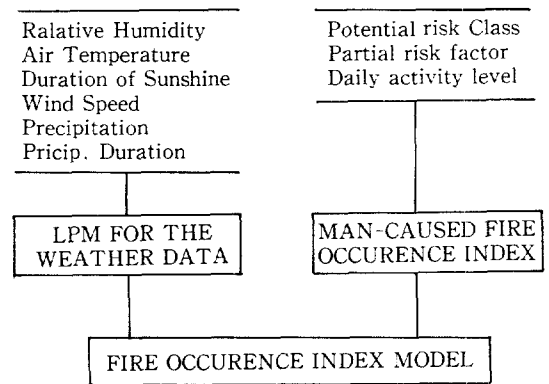 Ralative Humidity
Air Temperature
Duration of Sunshine
Wind Speed
Precipitation
Pricip. Duration
Potential risk Class
Partial risk factor
Daily activity level
LPM FOR THE
WEATHER DATA
MAN-CAUSED FIRE
OCCURENCE INDEX
FIRE OCCURENCE INDEX MODEL